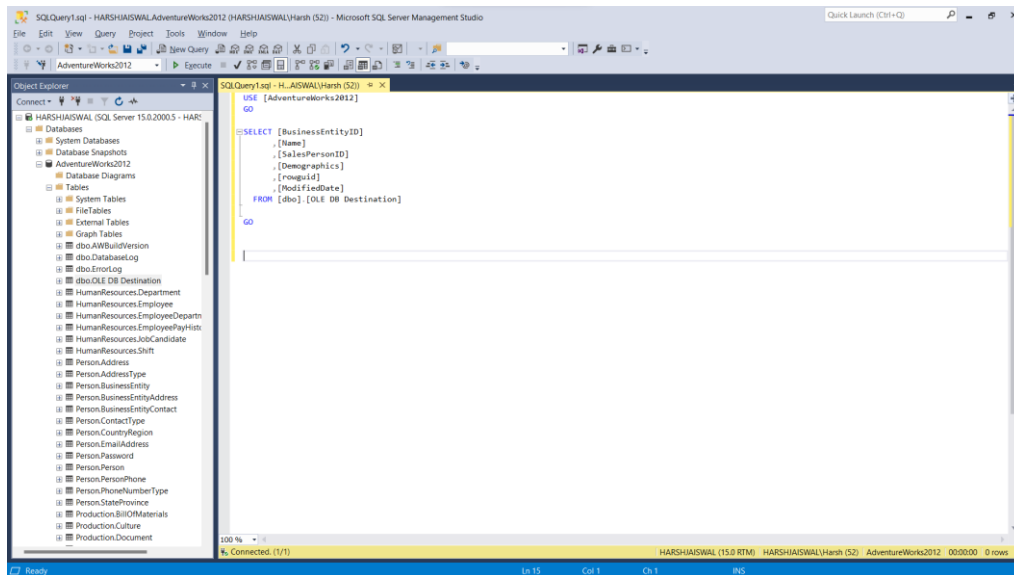 SQLQuery1.sql - HARSHJAISWAL.AdventureWorks2012 (HARSHJAISWAL\Harsh (52)) - Microsoft SQL Server Management Studio
Quick Launch (Ctrl+Q)
File Edit View Query Project Tools Window Help
New Query
AdventureWorks2012
Execute
Object Explorer
SQLQuery1.sql - H...AISWAL\Harsh (52))
Connect
HARSHJAISWAL (SQL Server 15.0.2000.5 - HARS
Databases
System Databases
Database Snapshots
AdventureWorks2012
Database Diagrams
Tables
System Tables
FileTables
External Tables
Graph Tables
dbo.AWBuildVersion
dbo.DatabaseLog
dbo.ErrorLog
dbo.OLE DB Destination
HumanResources.Department
HumanResources.Employee
HumanResources.EmployeeDepartn
HumanResources.EmployeePayHisto
HumanResources.JobCandidate
HumanResources.Shift
Person.Address
Person.AddressType
Person.BusinessEntity
Person.BusinessEntityAddress
Person.BusinessEntityContact
Person.ContactType
Person.CountryRegion
Person.EmailAddress
Person.Password
Person.Person
Person.PersonPhone
Person.PhoneNumberType
Person.StateProvince
Production.BillOfMaterials
Production.Culture
Production.Document
USE [AdventureWorks2012]
GO
SELECT [BusinessEntityID]
,[Name]
,[SalesPersonID]
,[Demographics]
,[rowguid]
,[ModifiedDate]
FROM [dbo].[OLE DB Destination]
GO
100 %
Connected. (1/1)
HARSHJAISWAL (15.0 RTM) HARSHJAISWAL\Harsh (52) AdventureWorks2012 00:00:00 0 rows
Ready
Ln 15 Col 1 Ch 1 INS